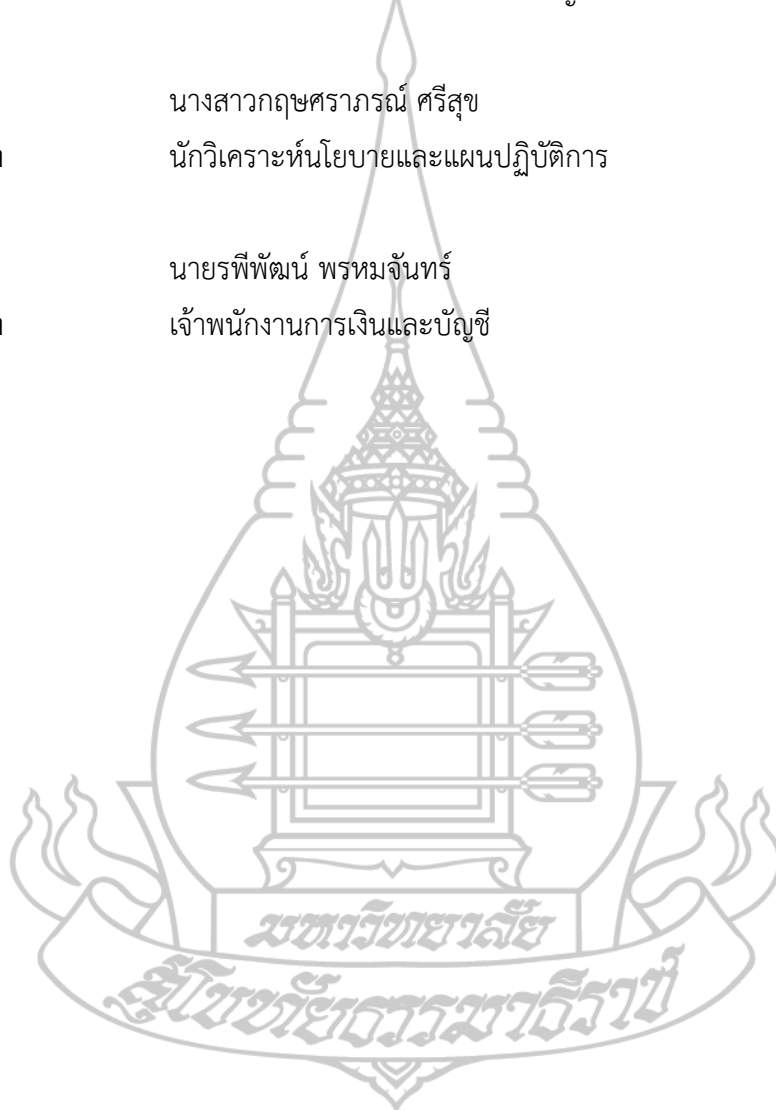 นางสาวกฤษศราภรณ์ ศรีสุข
นักวิเคราะห์นโยบายและแผนปฏิบัติการ
นายรพีพัฒน์ พรหมจันทร์
เจ้าพนักงานการเงินและบัญชี
มหาวิทยาลัย
สุโขทัยธรรมาธิราช